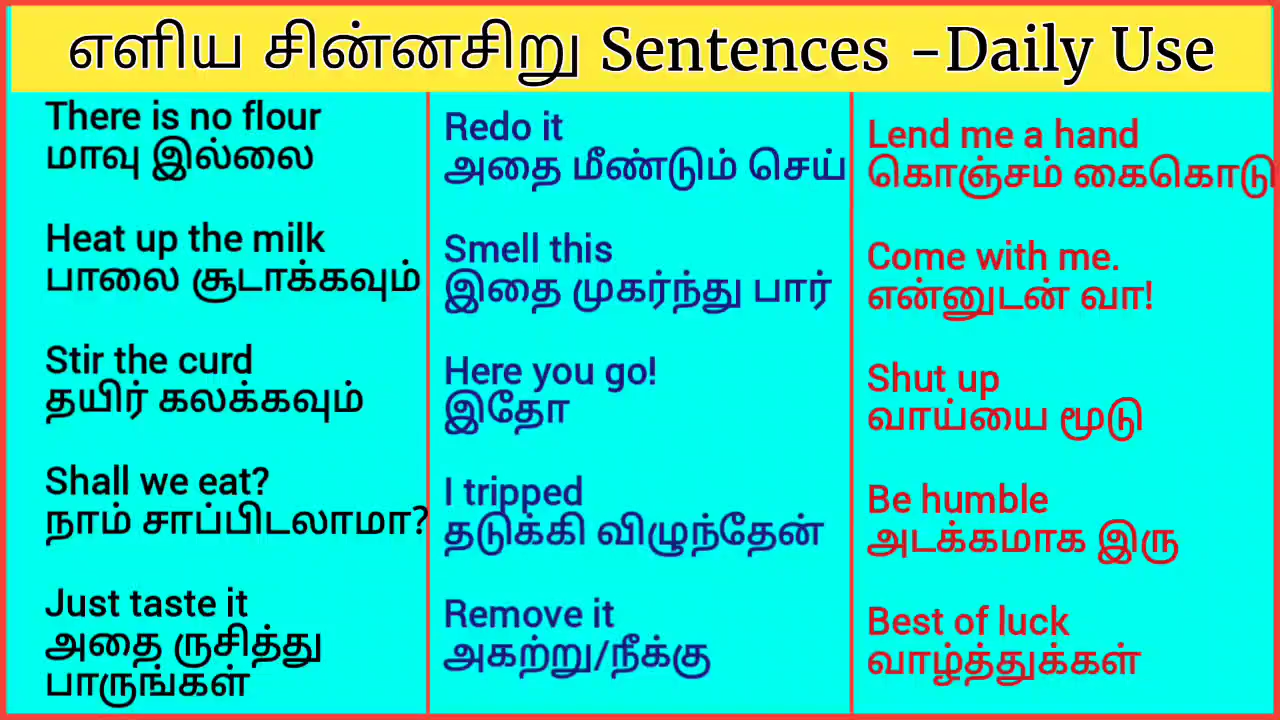 எளிய சின்னசிறு Sentences -Daily Use
There is no flour
மாவு இல்லை
Heat up the milk
பாலை சூடாக்கவும்
Stir the curd
தயிர் கலக்கவும்
Shall we eat?
நாம் சாப்பிடலாமா?
Just taste it
அதை ருசித்து
பாருங்கள்
Redo it
அதை மீண்டும் செய்
Smell this
இதை முகர்ந்து பார்
Here you go!
இதோ
I tripped
தடுக்கி விழுந்தேன்
Remove it
அகற்று/நீக்கு
Lend me a hand
கொஞ்சம் கைகொடு
Come with me.
என்னுடன் வா!
Shut up
வாய்யை மூடு
Be humble
அடக்கமாக இரு
Best of luck
வாழ்த்துக்கள்